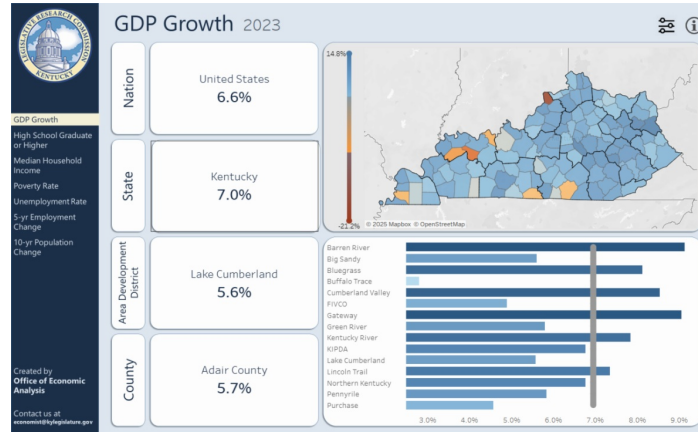 LEGISLATIVE RESEARCH COMMISSION
KENTUCKY
GDP Growth 2023
GDP Growth
High School Graduate
or Higher
Median Household
Income
Poverty Rate
Unemployment Rate
5-yr Employment
Change
10-yr Population
Change
Created by
Office of Economic
Analysis
Contact us at
economist@kylegislature.gov
Nation
United States
6.6%
State
Kentucky
7.0%
Area Development
District
Lake Cumberland
5.6%
County
Adair County
5.7%
14.8%
-21.2%
© 2026 Mapbox © OpenStreetMap
Barren River
Big Sandy
Bluegrass
Buffalo Trace
Cumberland Valley
FIVCO
Gateway
Green River
Kentucky River
KIPDA
Lake Cumberland
Lincoln Trail
Northern Kentucky
Pennyrile
Purchase
3.0% 4.0% 5.0% 6.0% 7.0% 8.0% 9.0%